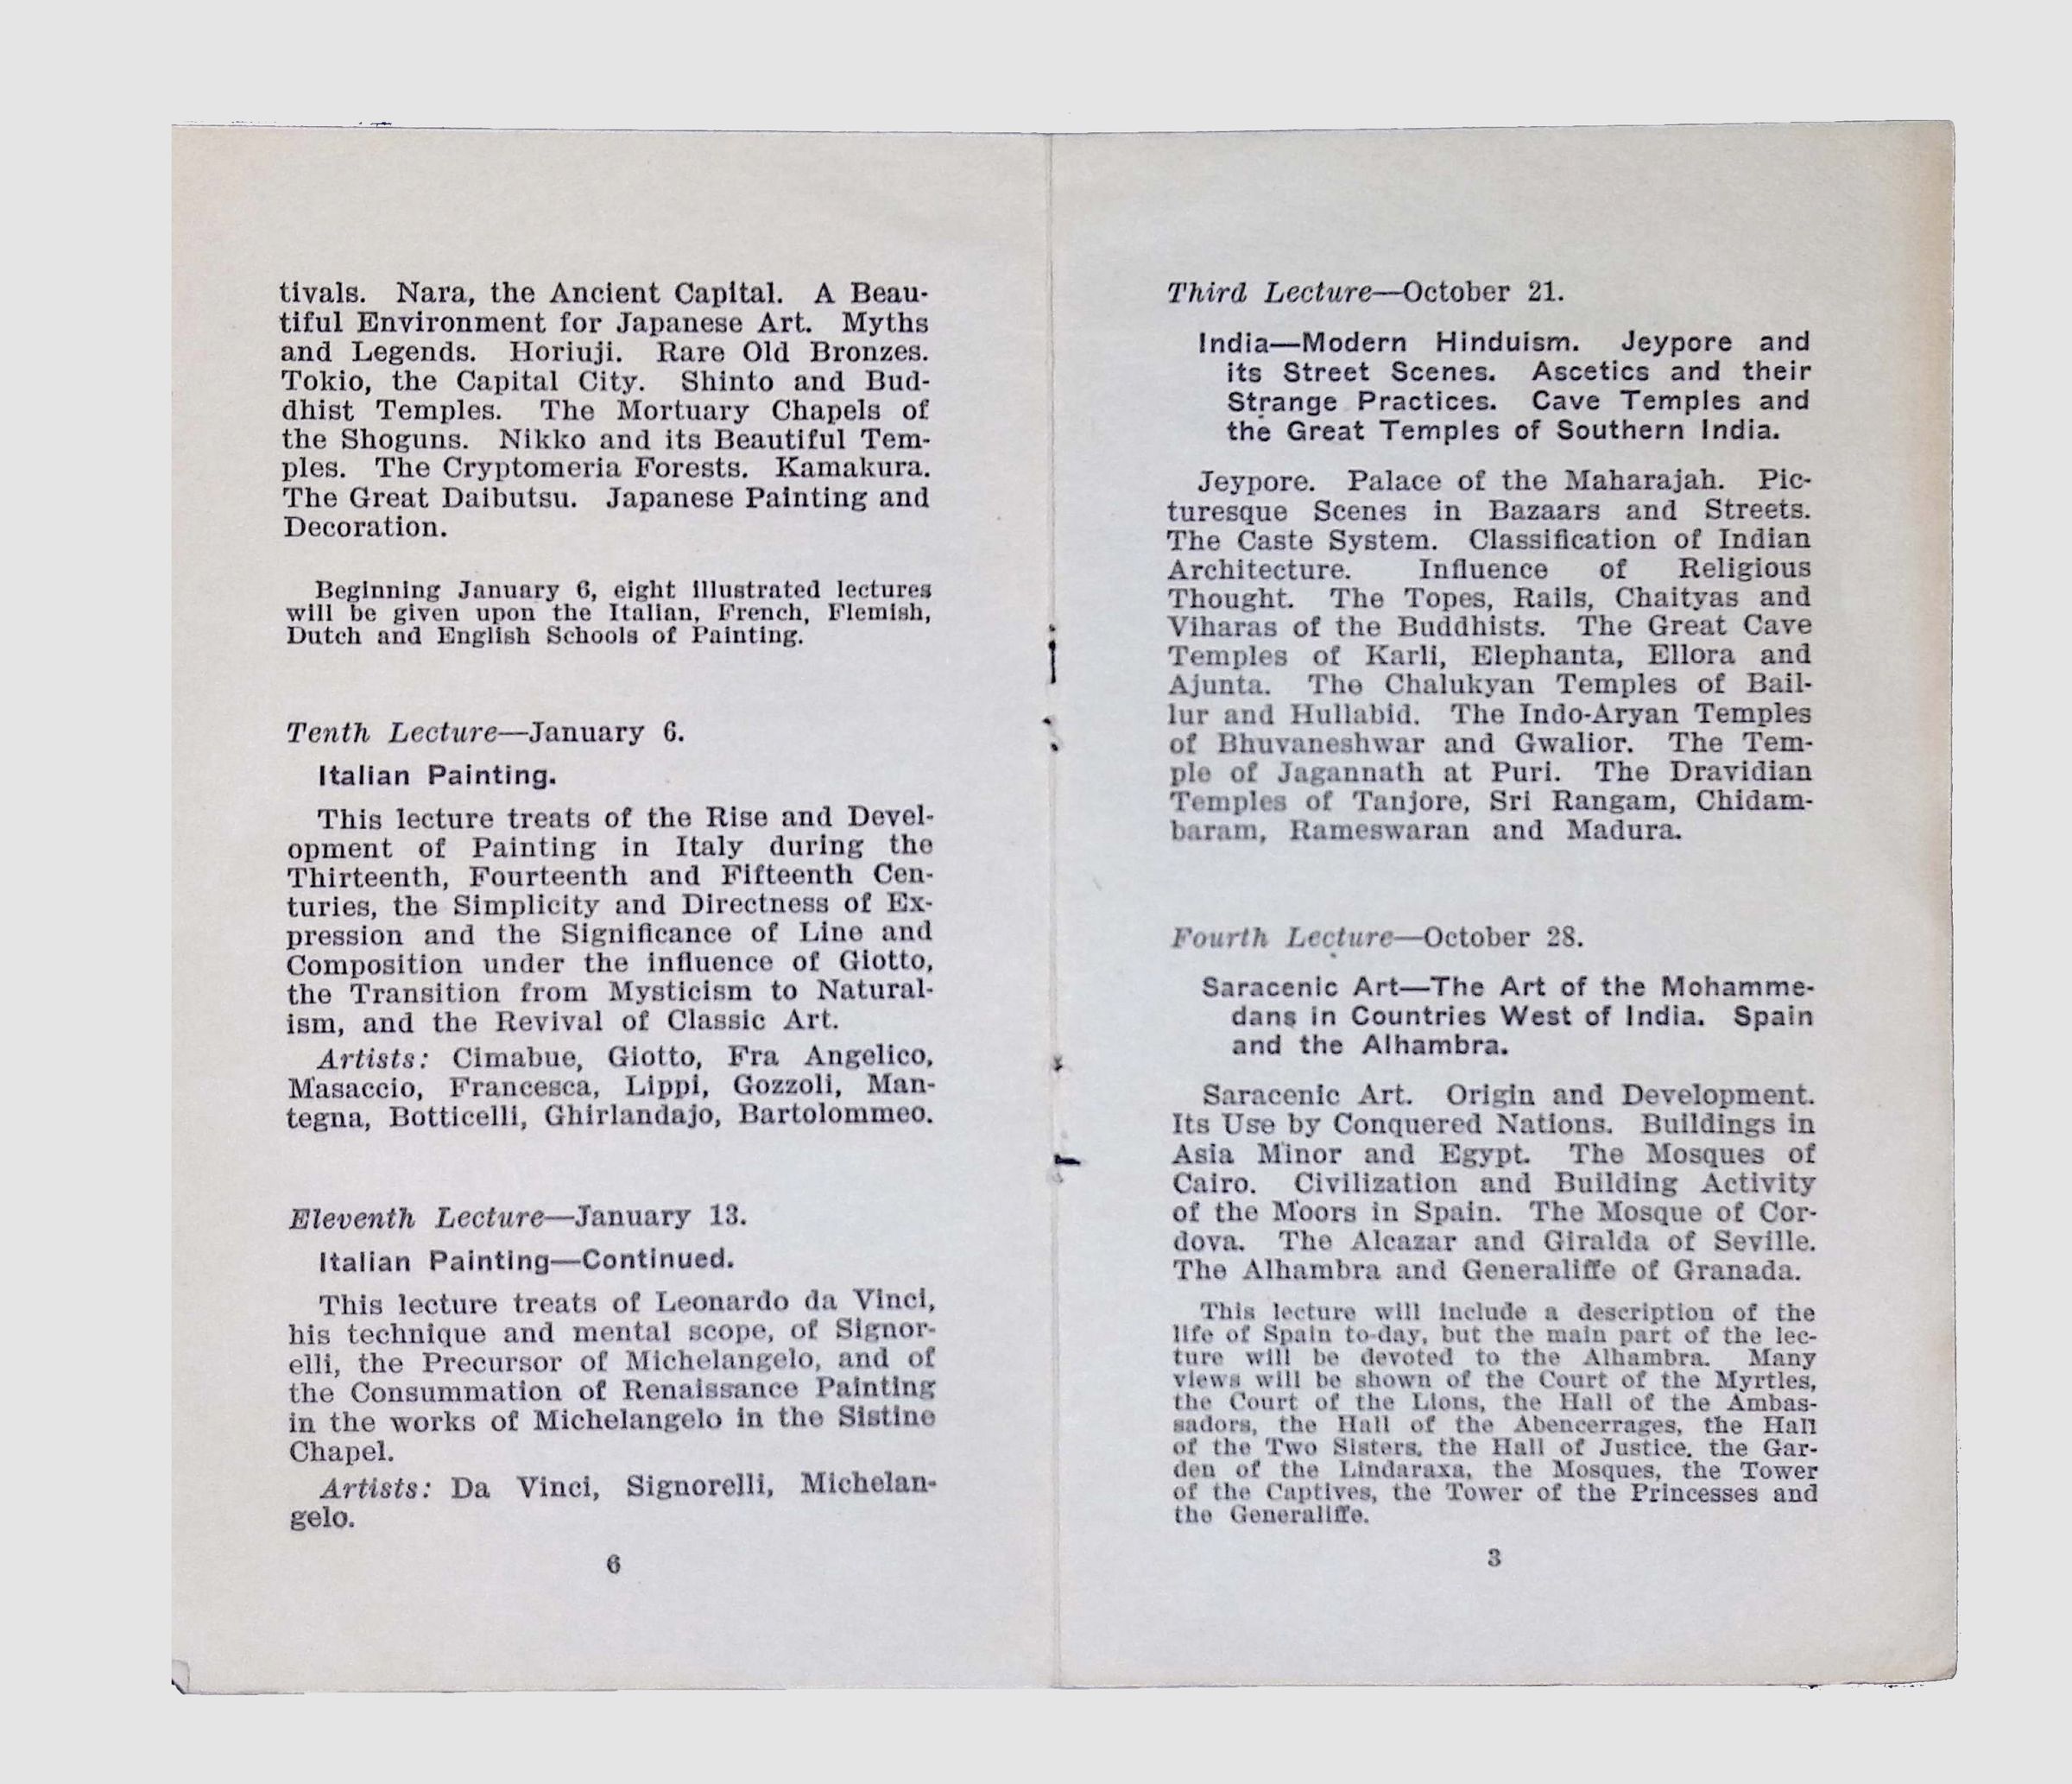 tivals. Nara, the Ancient Capital. A Beau-
tiful Environment for Japanese Art. Myths
and Legends. Horiuji. Rare Old Bronzes.
Tokio, the Capital City. Shinto and Bud-
dhist Temples. The Mortuary Chapels of
the Shoguns. Nikko and its Beautiful Tem-
ples. The Cryptomeria Forests. Kamakura.
The Great Daibutsu. Japanese Painting and
Decoration.
Beginning January 6, eight illustrated lectures
will be given upon the Italian, French, Flemish,
Dutch and English Schools of Painting.
Tenth Lecture—January 6.
Italian Painting.
This lecture treats of the Rise and Devel-
opment of Painting in Italy during the
Thirteenth, Fourteenth and Fifteenth Cen-
turies, the Simplicity and Directness of Ex-
pression and the Significance of Line and
Composition under the influence of Giotto,
the Transition from Mysticism to Natural-
ism, and the Revival of Classic Art.
Artists: Cimabue, Giotto, Fra Angelico,
Masaccio, Francesca, Lippi, Gozzoli, Man-
tegna, Botticelli, Ghirlandajo, Bartolommeo.
Eleventh Lecture—January 13.
Italian Painting—Continued.
This lecture treats of Leonardo da Vinci,
his technique and mental scope, of Signor-
elli, the Precursor of Michelangelo, and of
the Consummation of Renaissance Painting
in the works of Michelangelo in the Sistine
Chapel.
Artists: Da Vinci, Signorelli, Michelan-
gelo.
6
Third Lecture—October 21.
India—Modern Hinduism. Jeypore and
its Street Scenes. Ascetics and their
Strange Practices. Cave Temples and
the Great Temples of Southern India.
Jeypore. Palace of the Maharajah. Pic-
turesque Scenes in Bazaars and Streets.
The Caste System. Classification of Indian
Architecture. Influence of Religious
Thought. The Topes, Rails, Chaityas and
Viharas of the Buddhists. The Great Cave
Temples of Karli, Elephanta, Ellora and
Ajunta. The Chalukyan Temples of Bail-
lur and Hullabid. The Indo-Aryan Temples
of Bhuvaneshwar and Gwalior. The Tem-
ple of Jagannath at Puri. The Dravidian
Temples of Tanjore, Sri Rangam, Chidam-
baram, Rameswaran and Madura.
Fourth Lecture—October 28.
Saracenic Art—The Art of the Mohamme-
dans in Countries West of India. Spain
and the Alhambra.
Saracenic Art. Origin and Development.
Its Use by Conquered Nations. Buildings in
Asia Minor and Egypt. The Mosques of
Cairo. Civilization and Building Activity
of the Moors in Spain. The Mosque of Cor-
dova. The Alcazar and Giralda of Seville.
The Alhambra and Generaliffe of Granada.
This lecture will include a description of the
life of Spain to-day, but the main part of the lec-
ture will be devoted to the Alhambra. Many
views will be shown of the Court of the Myrtles,
the Court of the Lions, the Hall of the Ambas-
sadors, the Hall of the Abencerrages, the Hall
of the Two Sisters, the Hall of Justice, the Gar-
den of the Lindaraxa, the Mosques, the Tower
of the Captives, the Tower of the Princesses and
the Generaliffe.
3